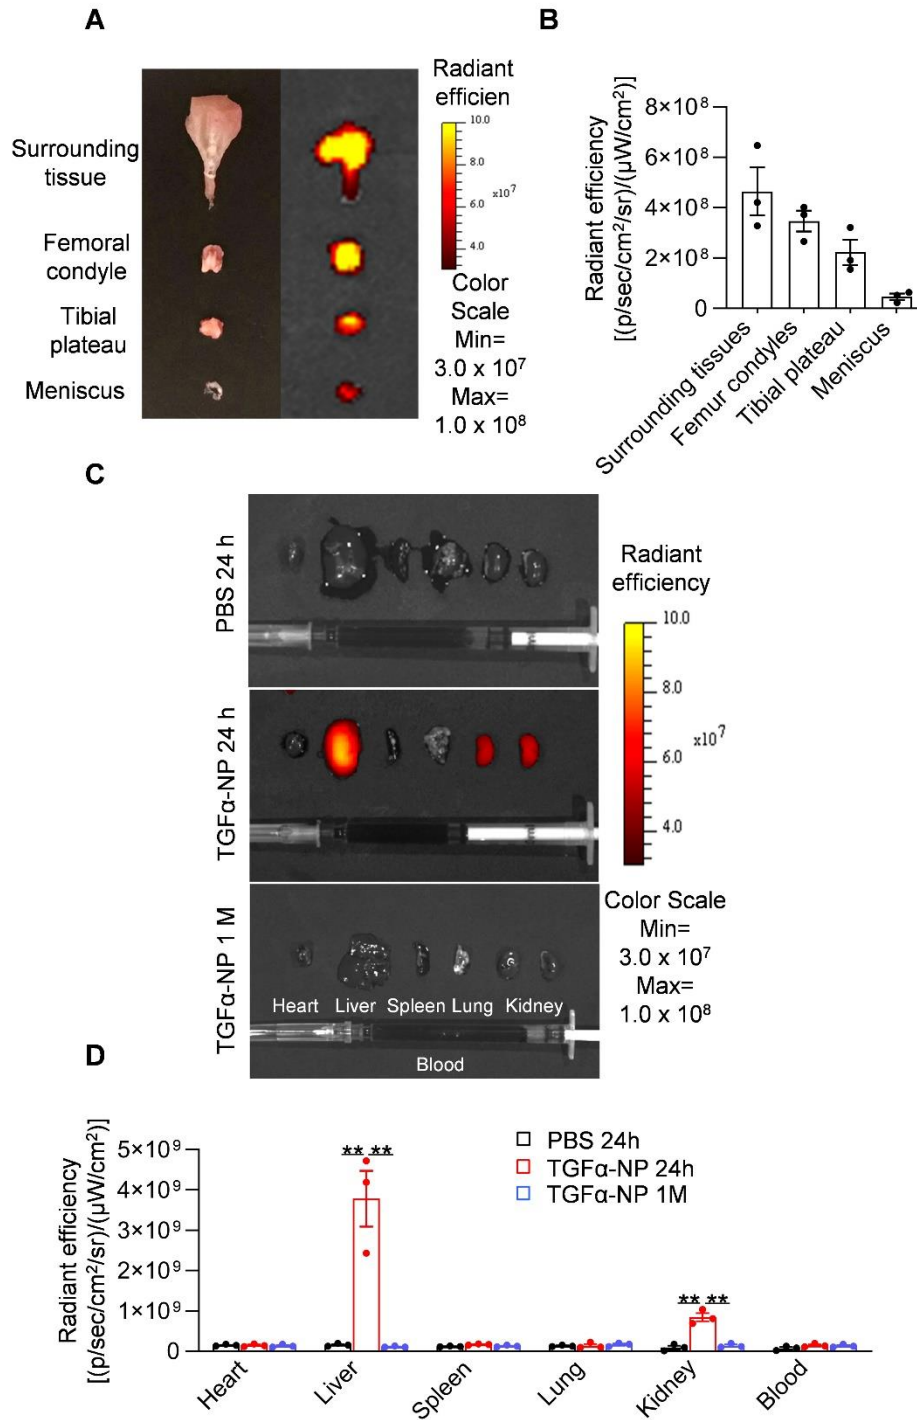 A
Surrounding
tissue
Femoral
condyle
Tibial
plateau
Meniscus
Radiant
efficien
10.0
8.0
x10⁷
6.0
4.0
Color
Scale
Min=
3.0 x 10⁷
Max=
1.0 x 10⁸
B
Radiant efficiency
[(p/sec/cm²/sr)/(µW/cm²)]
8×10⁸
6×10⁸
4×10⁸
2×10⁸
0
Surrounding tissues
Femur condyles
Tibial plateau
Meniscus
C
PBS 24 h
TGFα-NP 24 h
TGFα-NP 1 M
Heart Liver Spleen Lung Kidney
Blood
Radiant
efficiency
10.0
8.0
x10⁷
6.0
4.0
Color Scale
Min=
3.0 x 10⁷
Max=
1.0 x 10⁸
D
Radiant efficiency
[(p/sec/cm²/sr)/(µW/cm²)]
5×10⁹
4×10⁹
3×10⁹
2×10⁹
1×10⁹
0
** **
** **
PBS 24h
TGFα-NP 24h
TGFα-NP 1M
Heart
Liver
Spleen
Lung
Kidney
Blood